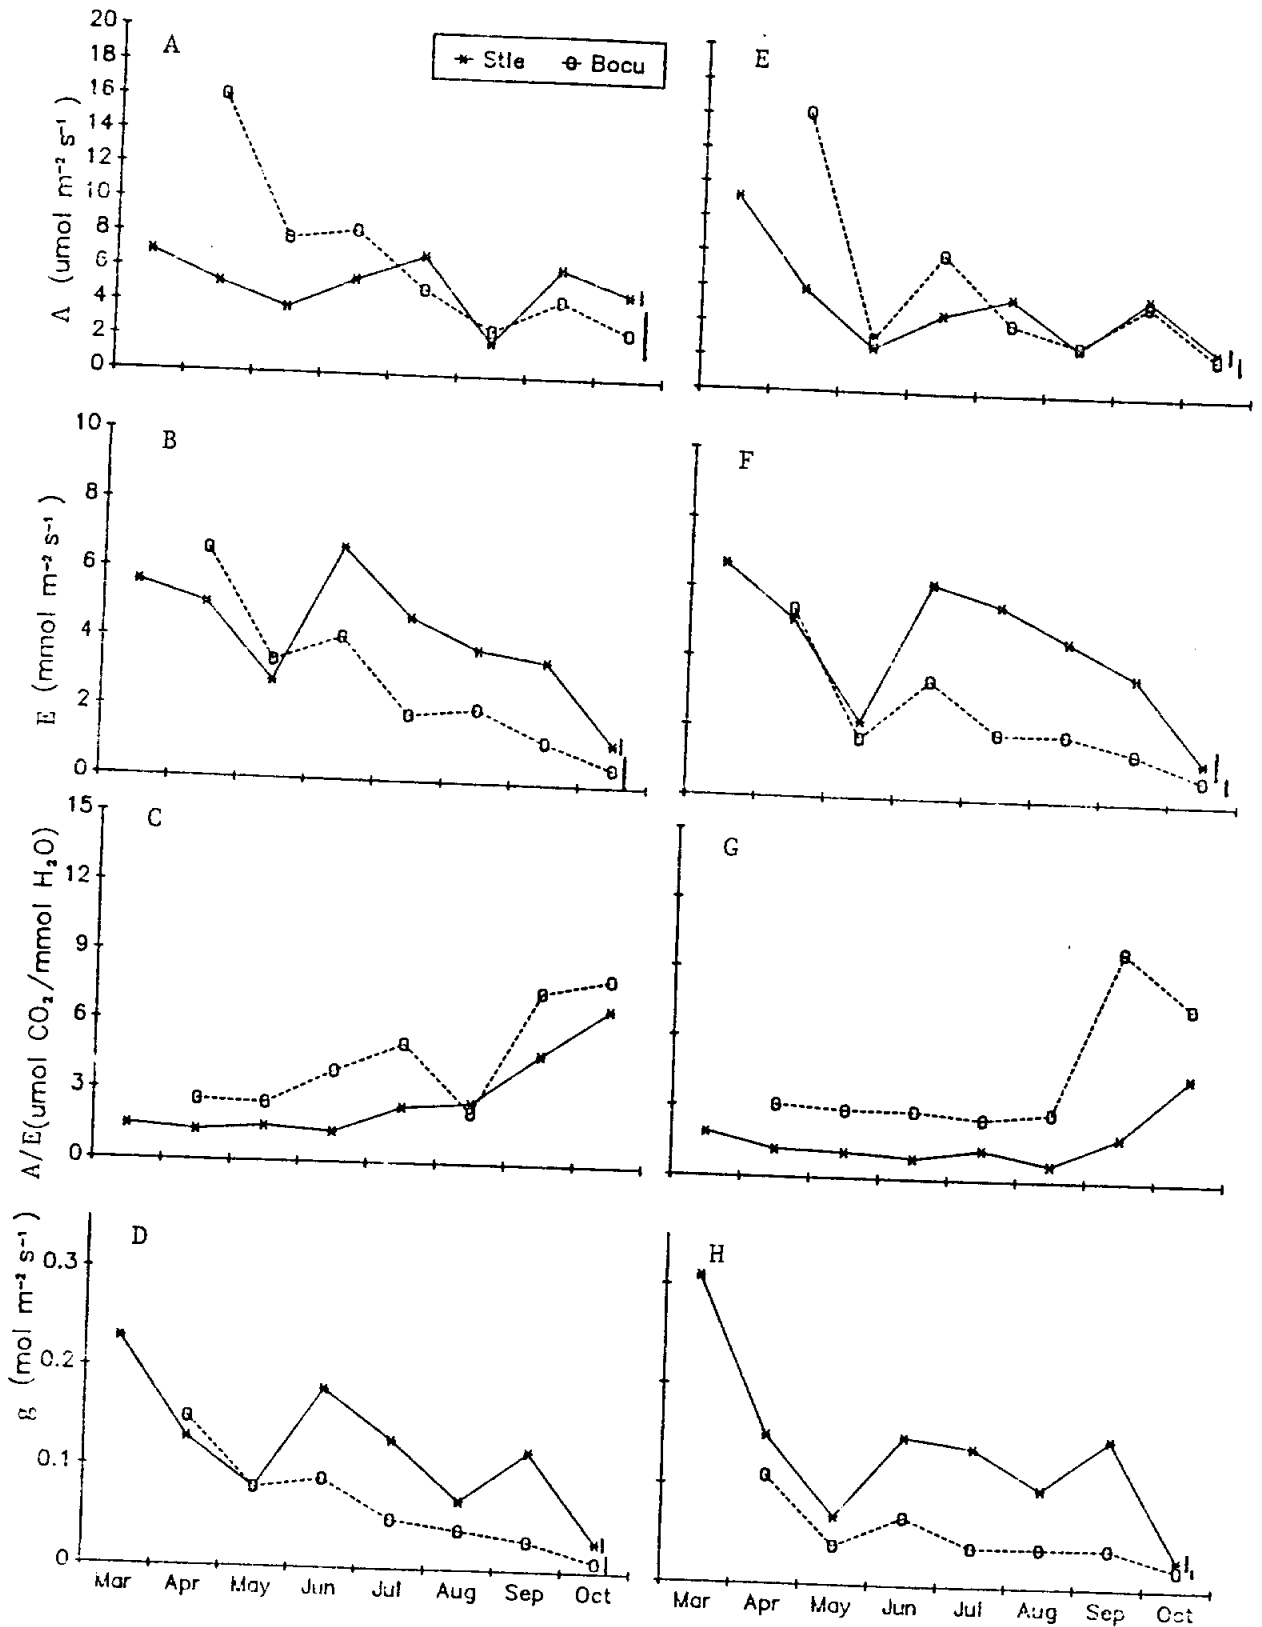 A
Stle Bocu
20
18
16
14
12
10
8
6
4
2
0
A (umol m⁻² s⁻¹)
E
B
10
8
6
4
2
0
E (mmol m⁻² s⁻¹)
F
C
15
12
9
6
3
0
A/E(umol CO₂/mmol H₂O)
G
D
0.3
0.2
0.1
0
g (mol m⁻² s⁻¹)
Mar Apr May Jun Jul Aug Sep Oct
H
Mar Apr May Jun Jul Aug Sep Oct